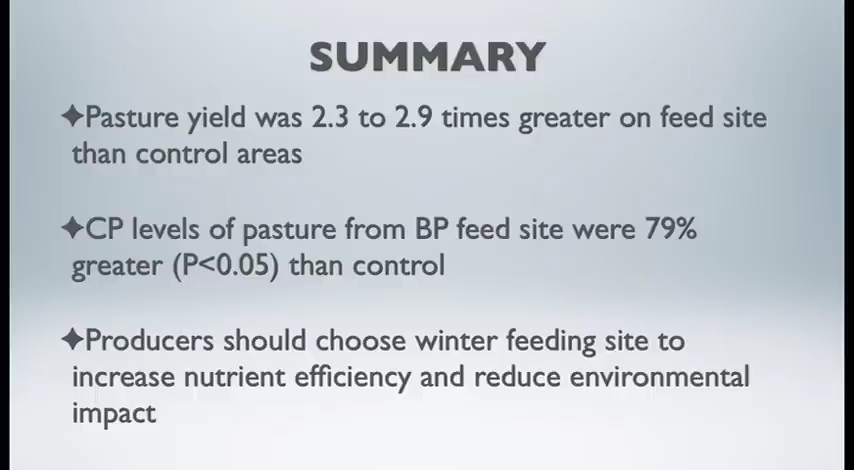 SUMMARY
✦Pasture yield was 2.3 to 2.9 times greater on feed site
than control areas
✦CP levels of pasture from BP feed site were 79%
greater (P<0.05) than control
✦Producers should choose winter feeding site to
increase nutrient efficiency and reduce environmental
impact